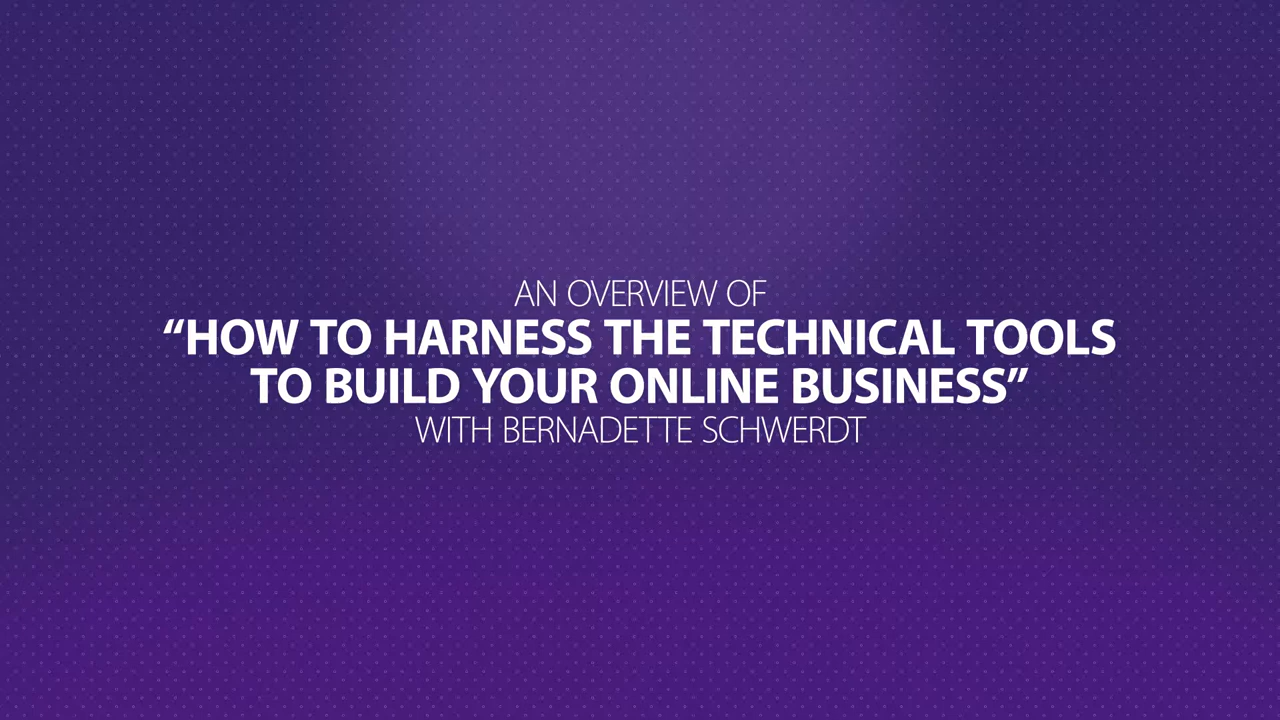 AN OVERVIEW OF
“HOW TO HARNESS THE TECHNICAL TOOLS
TO BUILD YOUR ONLINE BUSINESS”
WITH BERNADETTE SCHWERDT